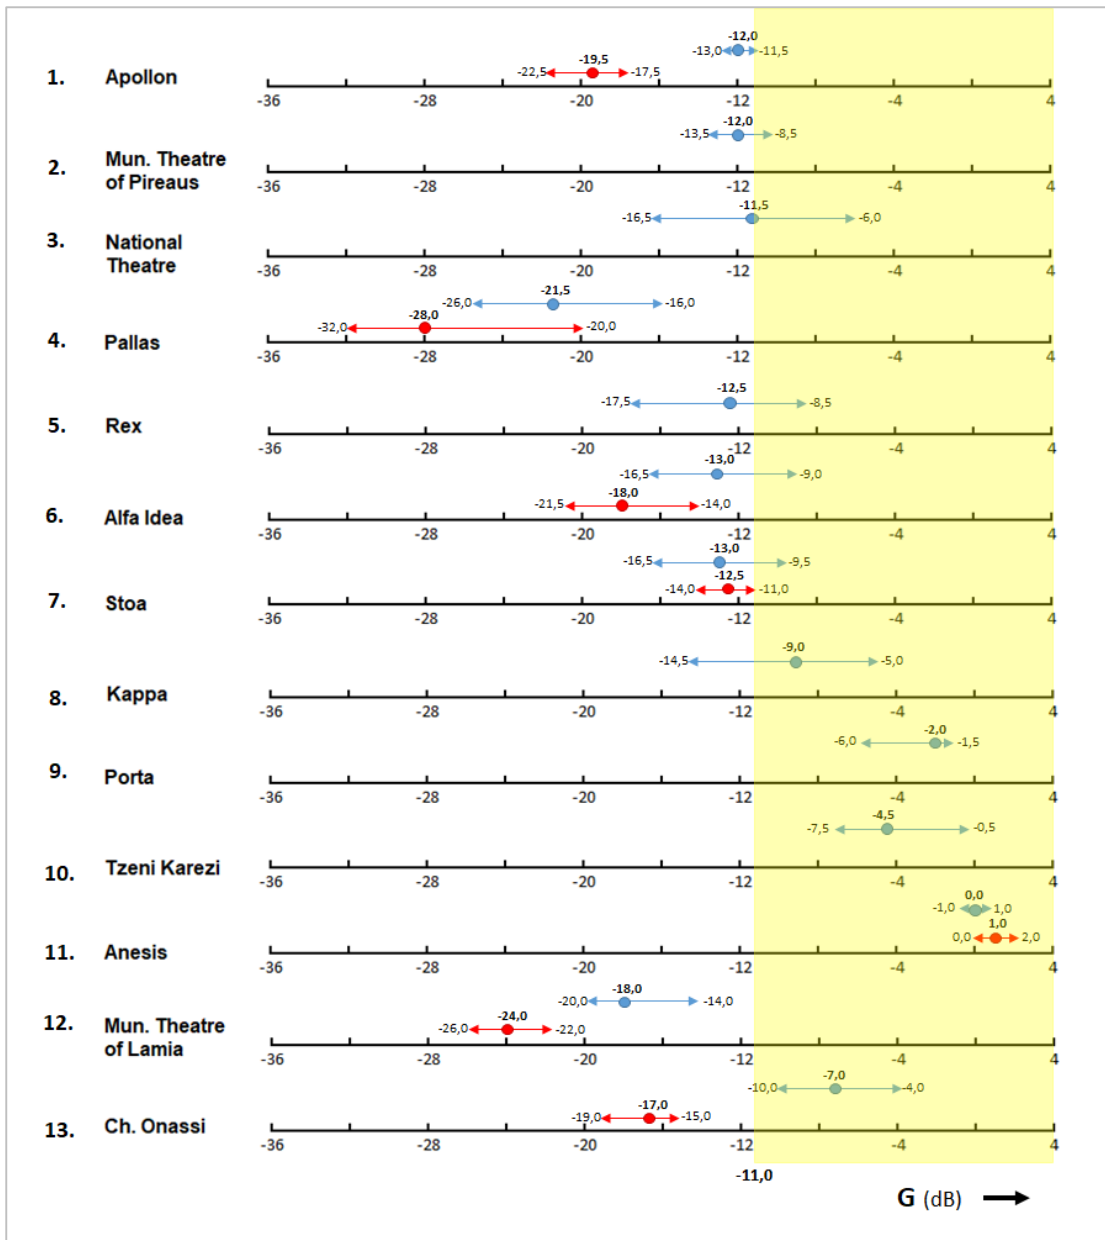 -12,0
-13,0 -11,5
-19,5
-22,5 -17,5
1. Apollon
-36 -28 -20 -12 -4 4
-12,0
-13,5 -8,5
2. Mun. Theatre
of Pireaus
-36 -28 -20 -12 -4 4
-11,5
-16,5 -6,0
3. National
Theatre
-36 -28 -20 -12 -4 4
-21,5
-26,0 -16,0
-28,0
-32,0 -20,0
4. Pallas
-36 -28 -20 -12 -4 4
-12,5
-17,5 -8,5
5. Rex
-36 -28 -20 -12 -4 4
-13,0
-16,5 -9,0
-18,0
-21,5 -14,0
6. Alfa Idea
-36 -28 -20 -12 -4 4
-13,0
-16,5 -9,5
-12,5
-14,0 -11,0
7. Stoa
-36 -28 -20 -12 -4 4
-9,0
-14,5 -5,0
8. Kappa
-36 -28 -20 -12 -4 4
-2,0
-6,0 -1,5
9. Porta
-36 -28 -20 -12 -4 4
-4,5
-7,5 -0,5
10. Tzeni Karezi
-36 -28 -20 -12 -4 4
0,0
-1,0 1,0
1,0
0,0 2,0
11. Anesis
-36 -28 -20 -12 -4 4
-18,0
-20,0 -14,0
-24,0
-26,0 -22,0
12. Mun. Theatre
of Lamia
-36 -28 -20 -12 -4 4
-7,0
-10,0 -4,0
-17,0
-19,0 -15,0
13. Ch. Onassi
-36 -28 -20 -12 -4 4
-11,0
G (dB)